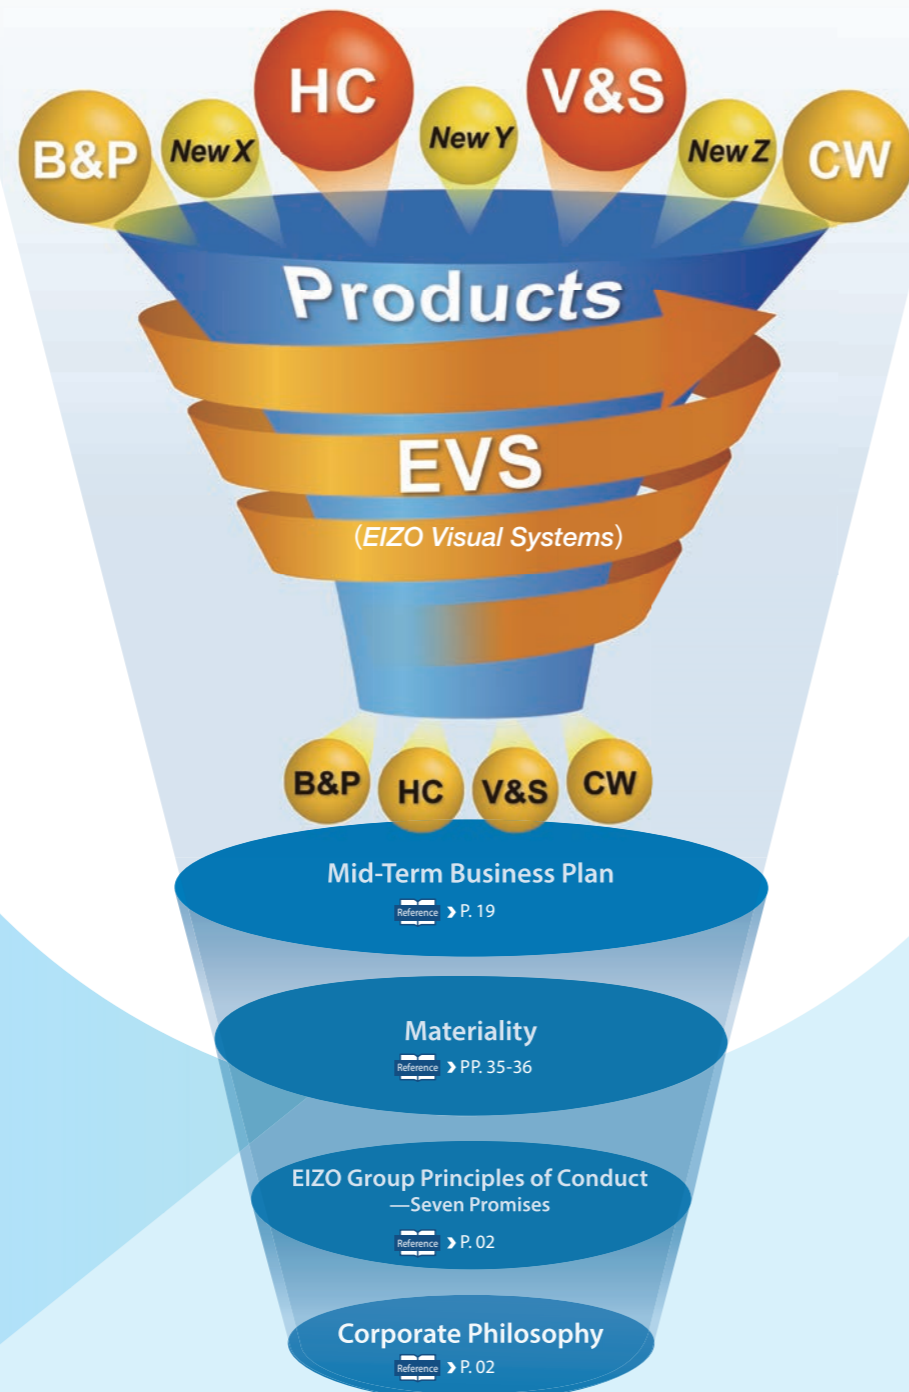 HC
V&S
B&P
New X
New Y
New Z
CW
Products
EVS
(EIZO Visual Systems)
B&P
HC
V&S
CW
Mid-Term Business Plan
Reference ❯ P. 19
Materiality
Reference ❯ PP. 35-36
EIZO Group Principles of Conduct
—Seven Promises
Reference ❯ P. 02
Corporate Philosophy
Reference ❯ P. 02